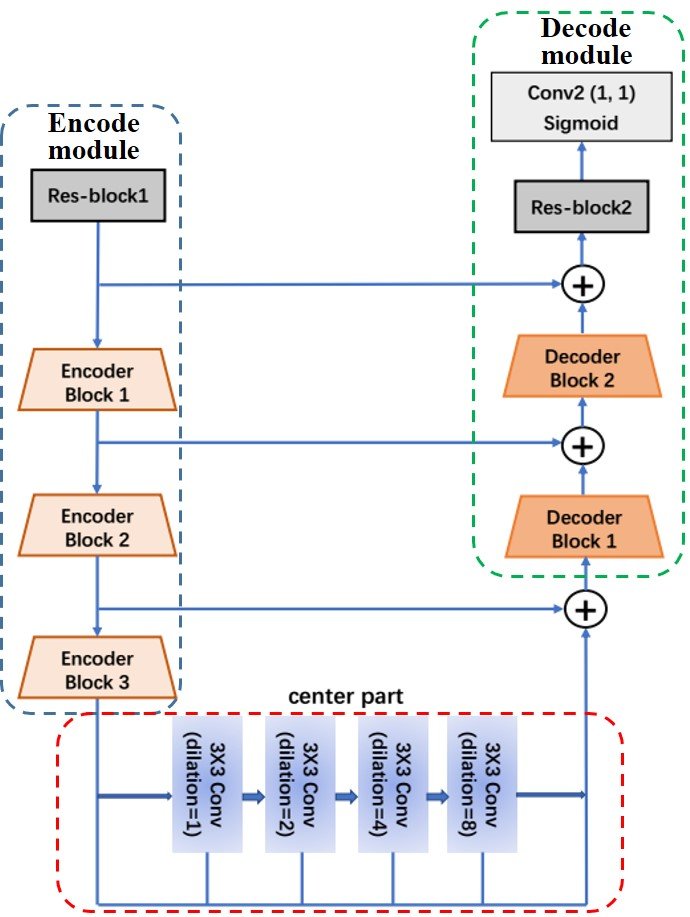 Encode
module
Res-block1
Encoder
Block 1
Encoder
Block 2
Encoder
Block 3
Decode
module
Conv2 (1, 1)
Sigmoid
Res-block2
+
Decoder
Block 2
+
Decoder
Block 1
+
center part
3X3 Conv
(dilation=1)
3X3 Conv
(dilation=2)
3X3 Conv
(dilation=4)
3X3 Conv
(dilation=8)